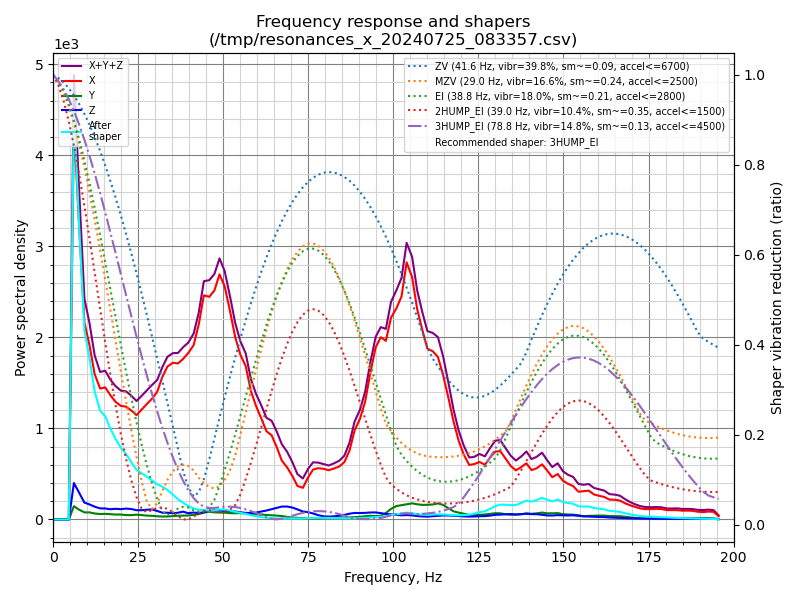 Frequency response and shapers
(/tmp/resonances_x_20240725_083357.csv)
1e3
X+Y+Z
X
Y
Z
After
shaper
ZV (41.6 Hz, vibr=39.8%, sm~=0.09, accel<=6700)
MZV (29.0 Hz, vibr=16.6%, sm~=0.24, accel<=2500)
EI (38.8 Hz, vibr=18.0%, sm~=0.21, accel<=2800)
2HUMP_EI (39.0 Hz, vibr=10.4%, sm~=0.35, accel<=1500)
3HUMP_EI (78.8 Hz, vibr=14.8%, sm~=0.13, accel<=4500)
Recommended shaper: 3HUMP_EI
Power spectral density
5
4
3
2
1
0
1.0
0.8
0.6
0.4
0.2
0.0
Shaper vibration reduction (ratio)
0 25 50 75 100 125 150 175 200
Frequency, Hz